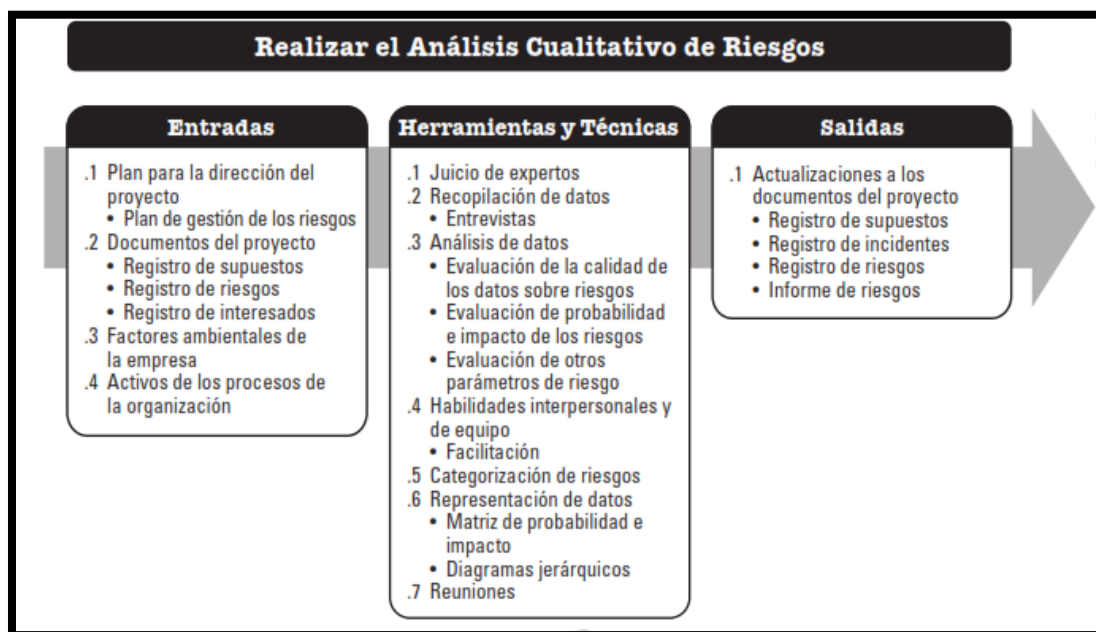 Realizar el Análisis Cualitativo de Riesgos
Entradas
.1 Plan para la dirección del
proyecto
• Plan de gestión de los riesgos
.2 Documentos del proyecto
• Registro de supuestos
• Registro de riesgos
• Registro de interesados
.3 Factores ambientales de
la empresa
.4 Activos de los procesos de
la organización
Herramientas y Técnicas
.1 Juicio de expertos
.2 Recopilación de datos
• Entrevistas
.3 Análisis de datos
• Evaluación de la calidad de
los datos sobre riesgos
• Evaluación de probabilidad
e impacto de los riesgos
• Evaluación de otros
parámetros de riesgo
.4 Habilidades interpersonales y
de equipo
• Facilitación
.5 Categorización de riesgos
.6 Representación de datos
• Matriz de probabilidad e
impacto
• Diagramas jerárquicos
.7 Reuniones
Salidas
.1 Actualizaciones a los
documentos del proyecto
• Registro de supuestos
• Registro de incidentes
• Registro de riesgos
• Informe de riesgos